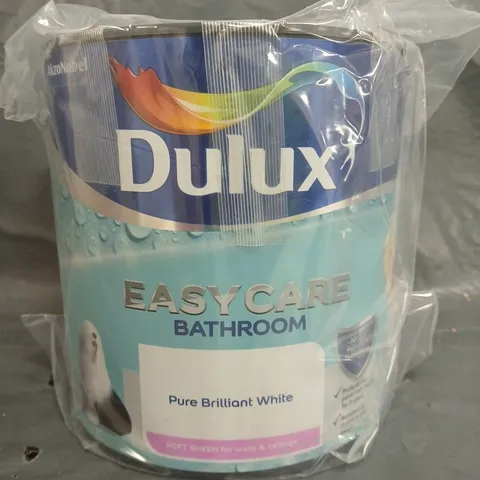 AkzoNobel
Dulux
EASYCARE
BATHROOM
Pure Brilliant White
SOFT SHEEN for walls & ceilings